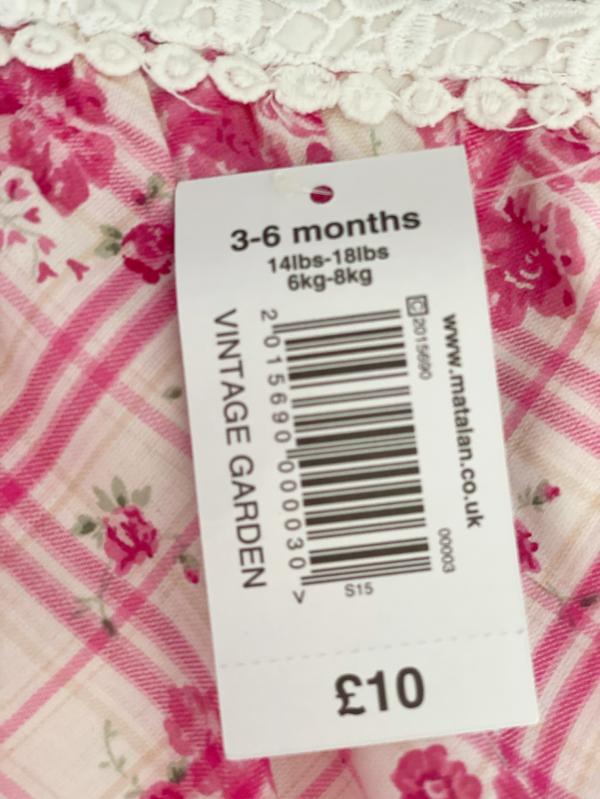 3-6 months
14lbs-18lbs
6kg-8kg
C 2015690
www.matalan.co.uk
2 015690 000030 >
VINTAGE GARDEN
00003
S15
£10